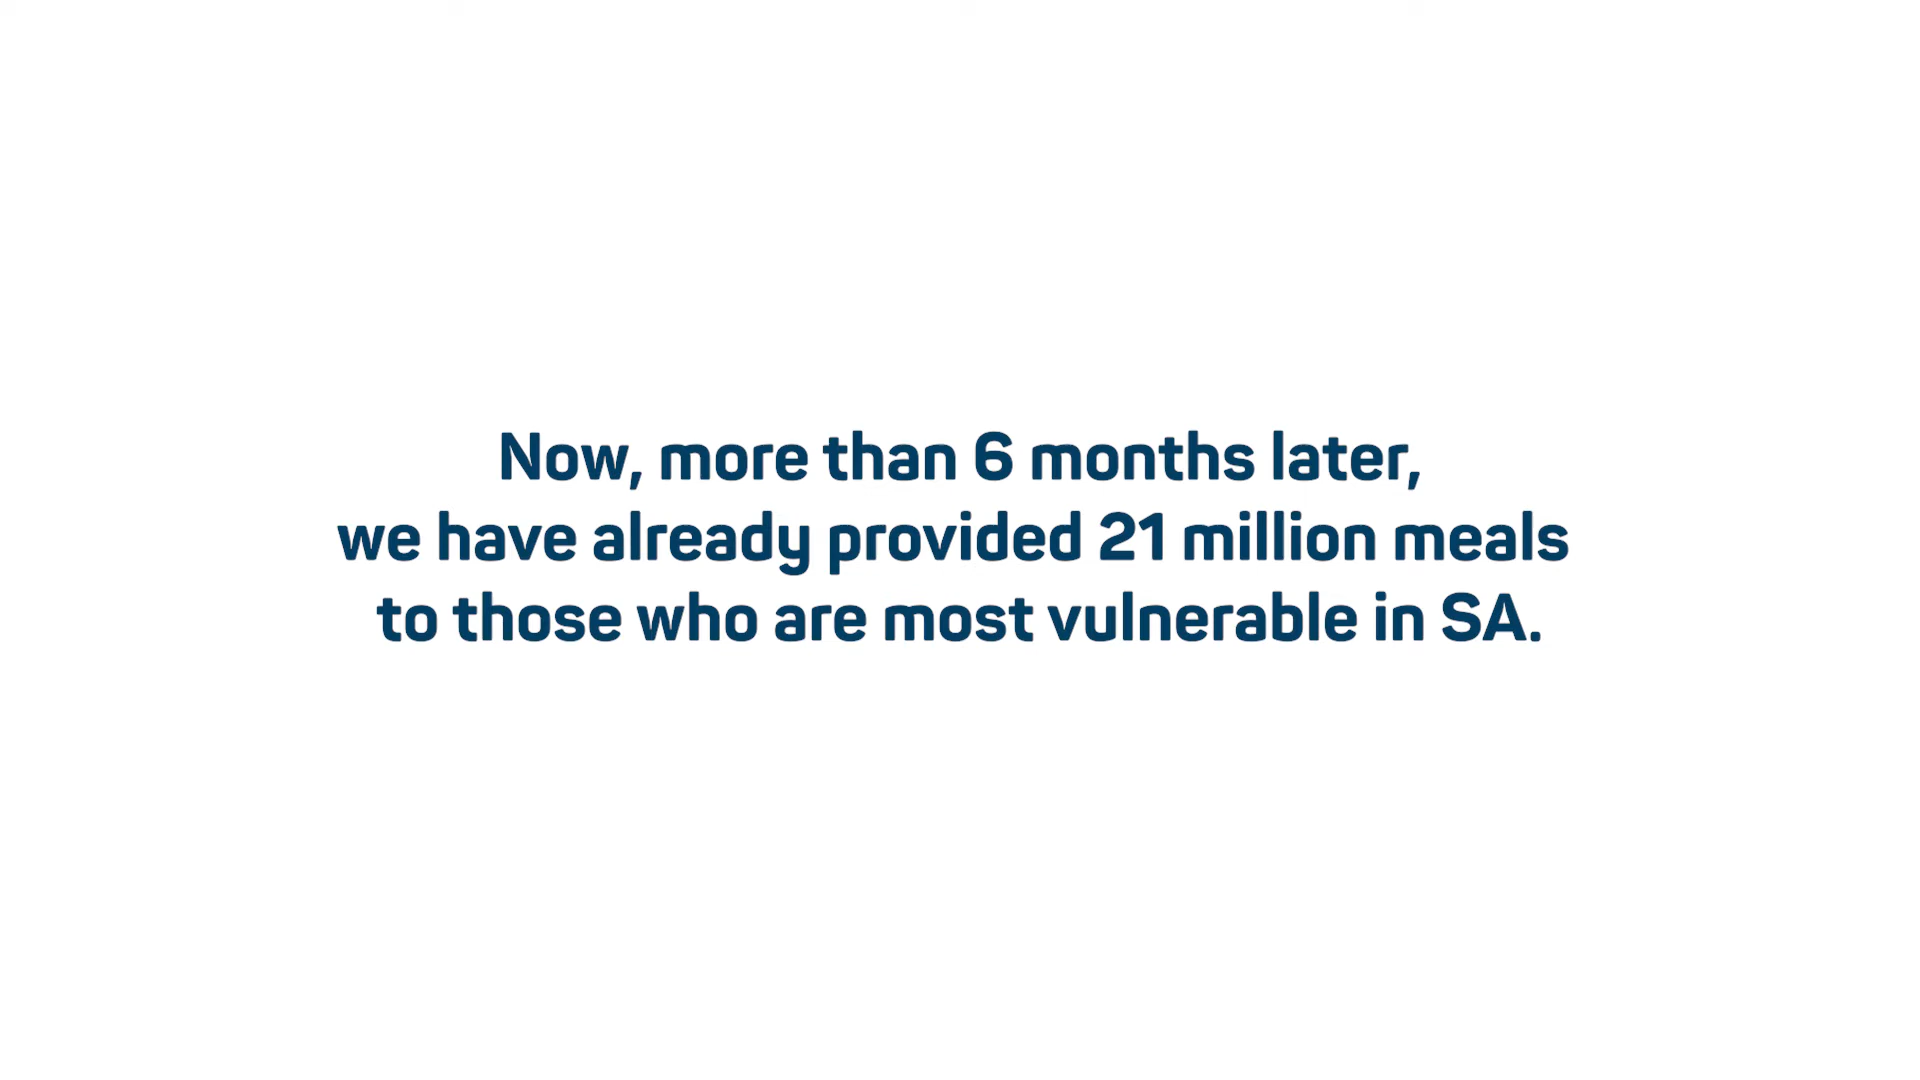 Now, more than 6 months later,
we have already provided 21 million meals
to those who are most vulnerable in SA.